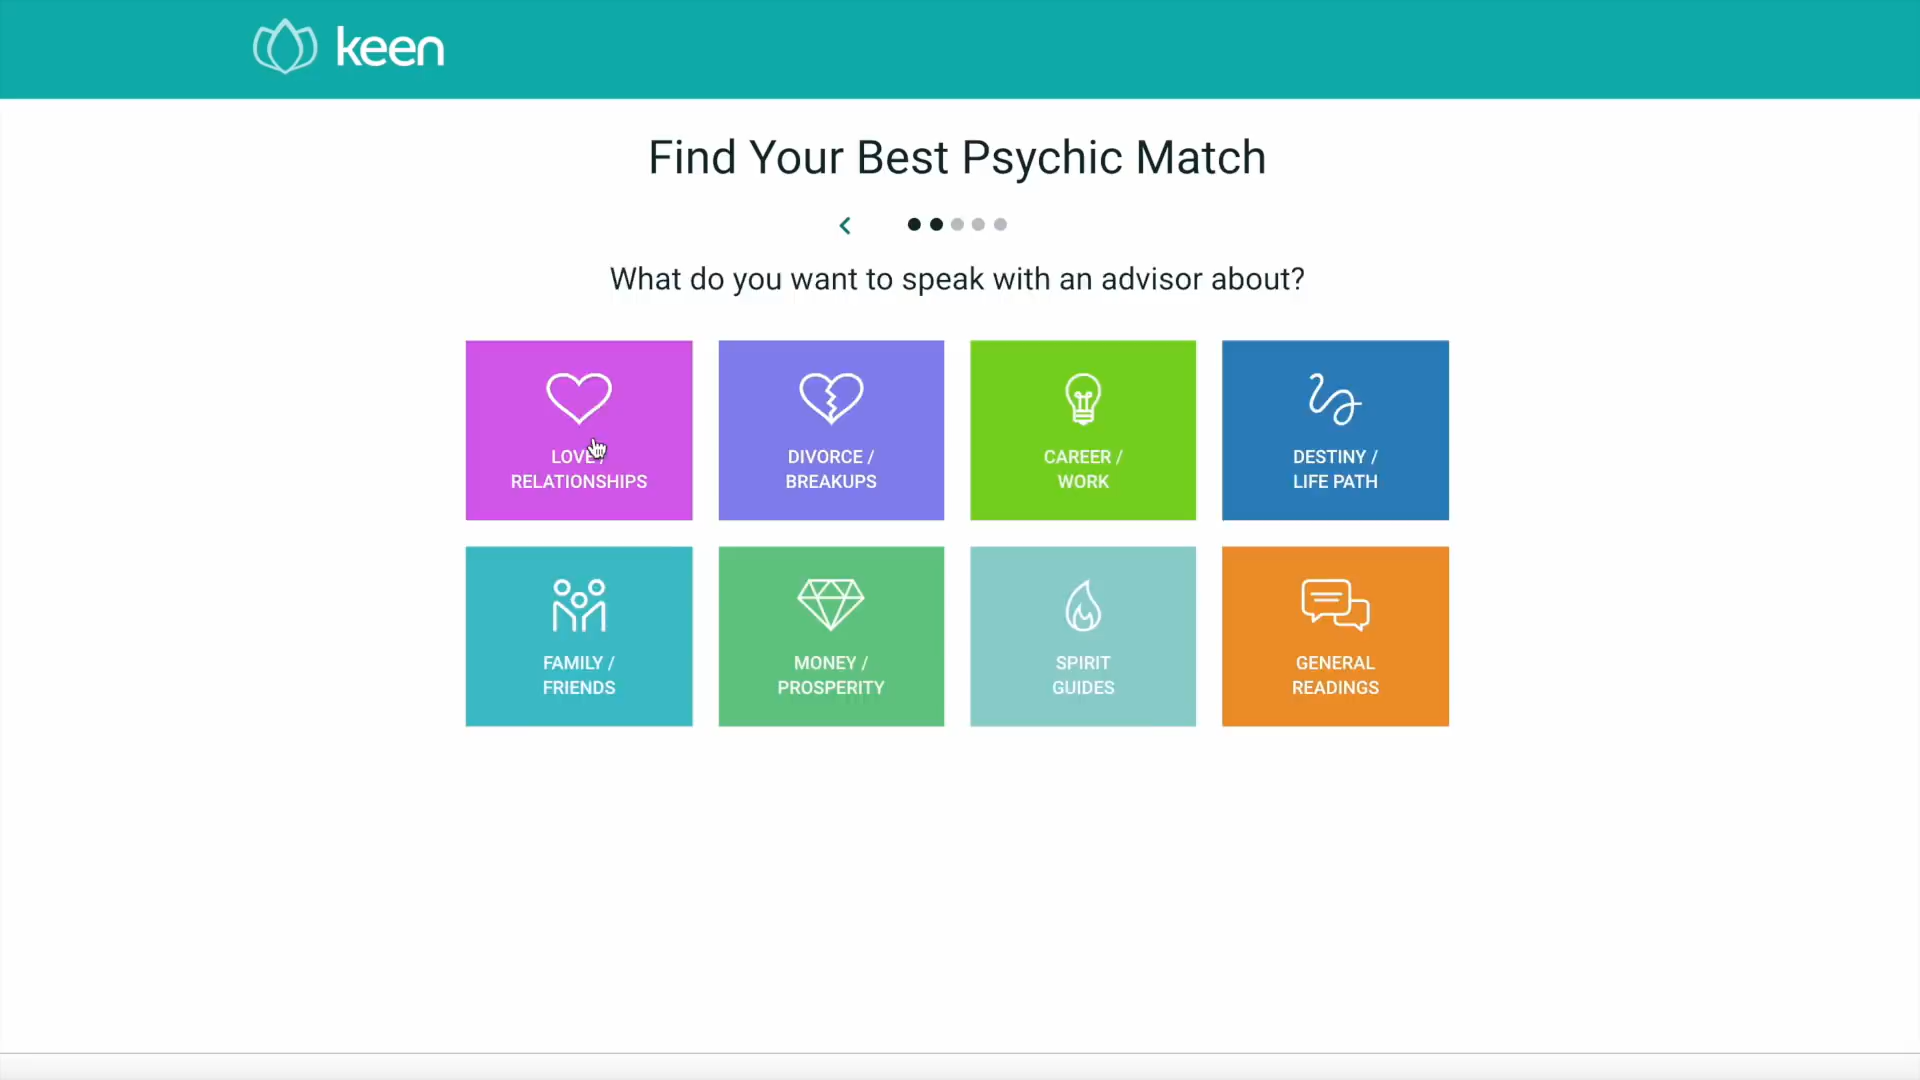 keen
Find Your Best Psychic Match
What do you want to speak with an advisor about?
LOVE /
RELATIONSHIPS
DIVORCE /
BREAKUPS
CAREER /
WORK
DESTINY /
LIFE PATH
FAMILY /
FRIENDS
MONEY /
PROSPERITY
SPIRIT
GUIDES
GENERAL
READINGS